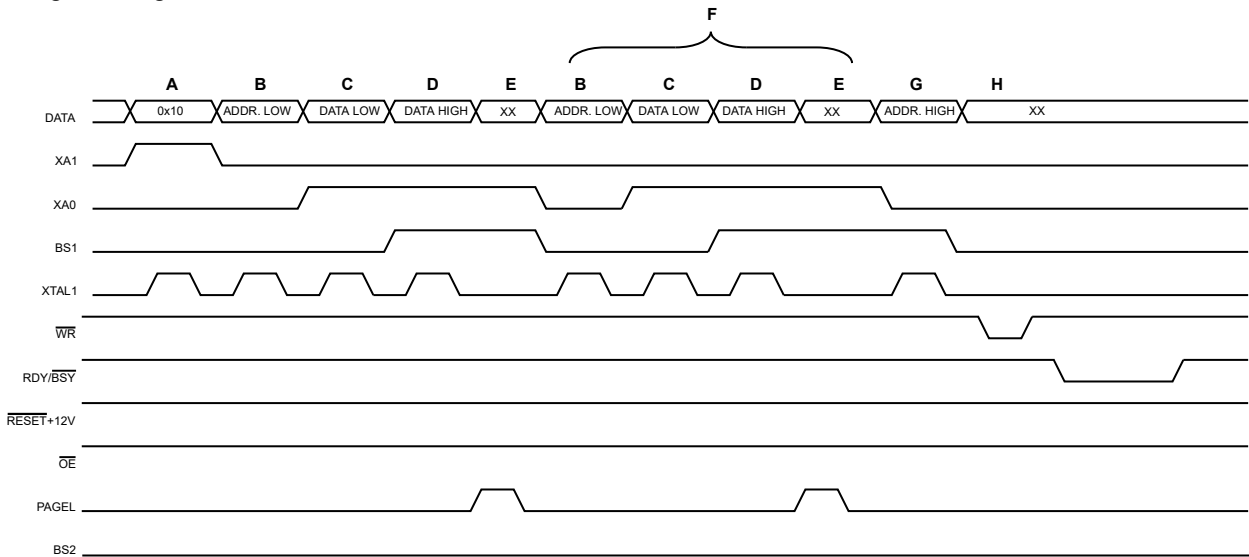 F
A B C D E B C D E G H
DATA 0x10 ADDR. LOW DATA LOW DATA HIGH XX ADDR. LOW DATA LOW DATA HIGH XX ADDR. HIGH XX
XA1
XA0
BS1
XTAL1
WR
RDY/BSY
RESET+12V
OE
PAGEL
BS2